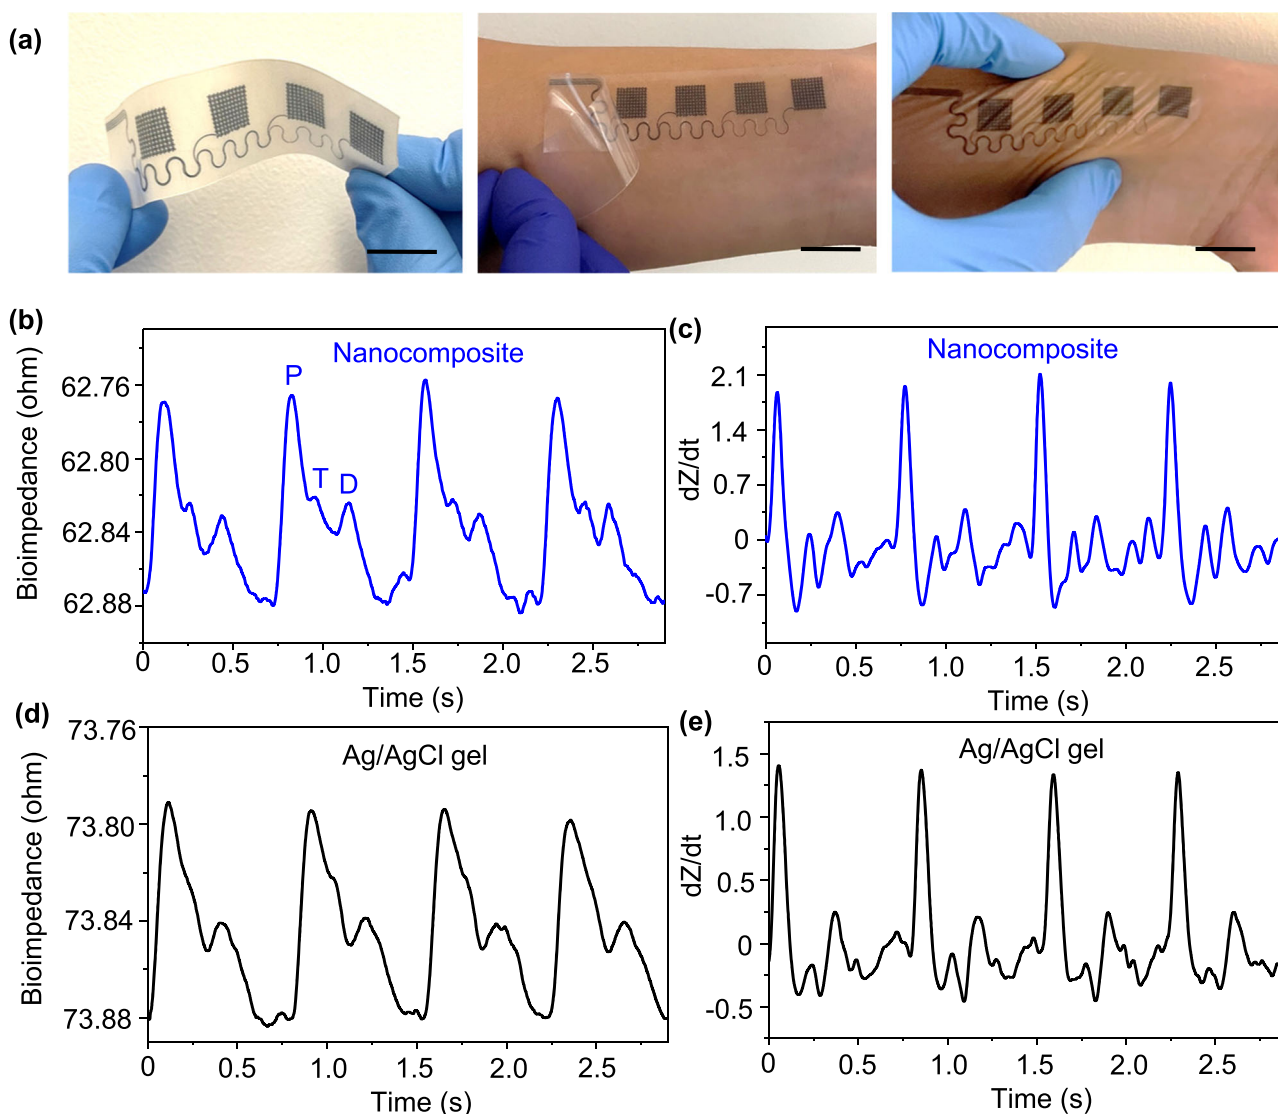 (a)
(b)
Nanocomposite
P
T D
Bioimpedance (ohm)
62.76
62.80
62.84
62.88
0 0.5 1.0 1.5 2.0 2.5
Time (s)
(c)
Nanocomposite
dZ/dt
2.1
1.4
0.7
0
-0.7
0 0.5 1.0 1.5 2.0 2.5
Time (s)
(d)
Ag/AgCl gel
Bioimpedance (ohm)
73.76
73.80
73.84
73.88
0 0.5 1.0 1.5 2.0 2.5
Time (s)
(e)
Ag/AgCl gel
dZ/dt
1.5
1.0
0.5
0
-0.5
0 0.5 1.0 1.5 2.0 2.5
Time (s)